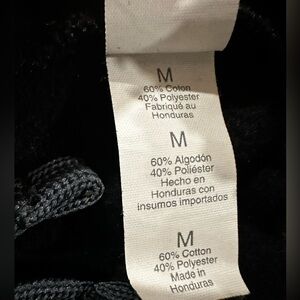 M
60% Coton
40% Polyester
Fabriqué au
Honduras
M
60% Algodón
40% Poliéster
Hecho en
Honduras con
insumos importados
M
60% Cotton
40% Polyester
Made in
Honduras